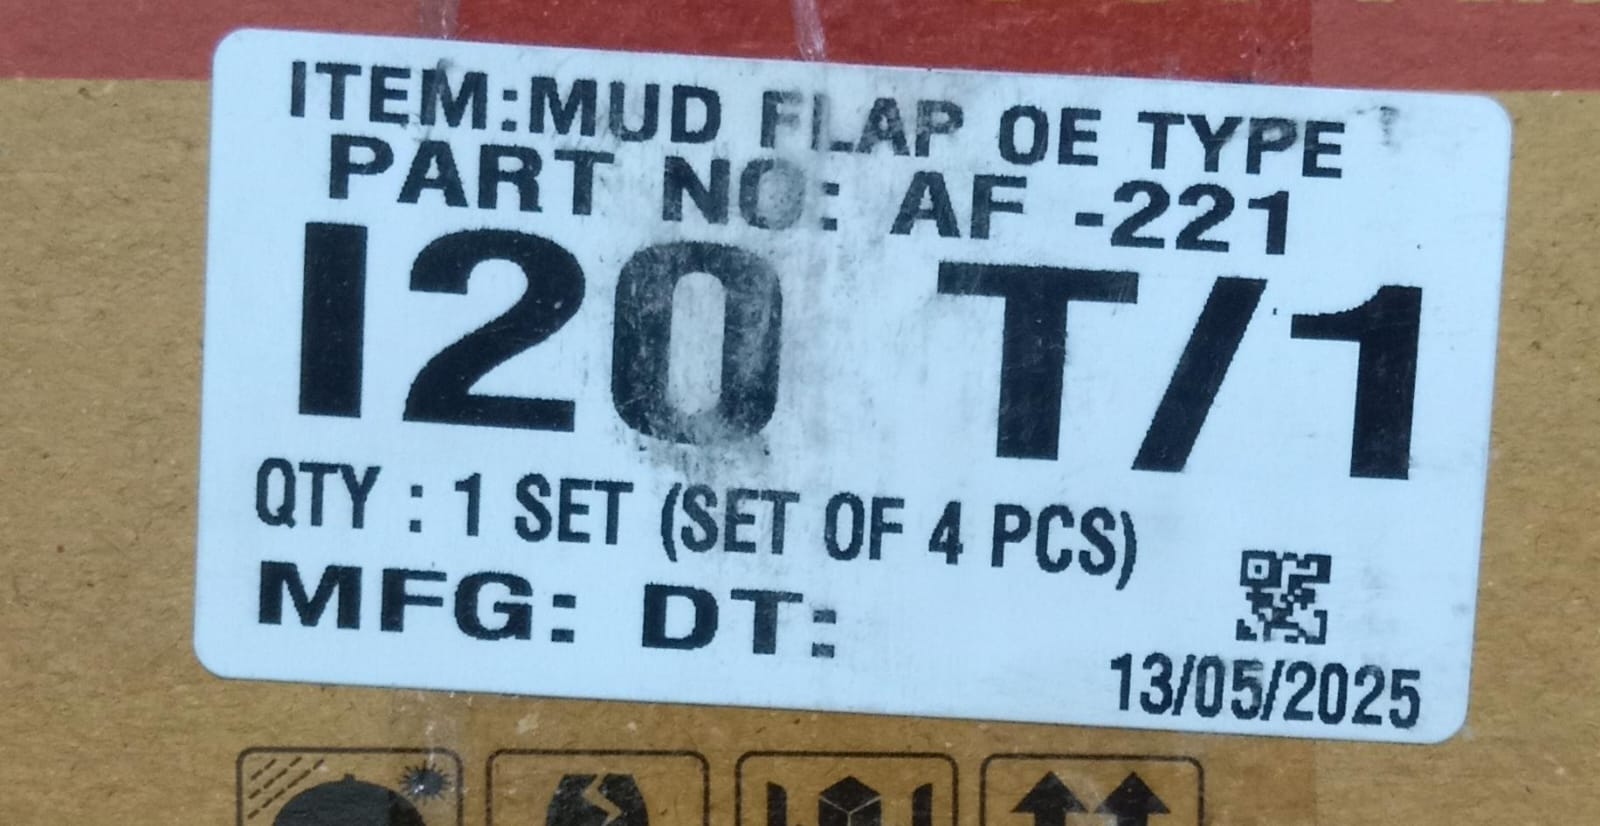 ITEM:MUD FLAP OE TYPE
PART NO: AF -221
I20 T/1
QTY : 1 SET (SET OF 4 PCS)
MFG: DT:
13/05/2025